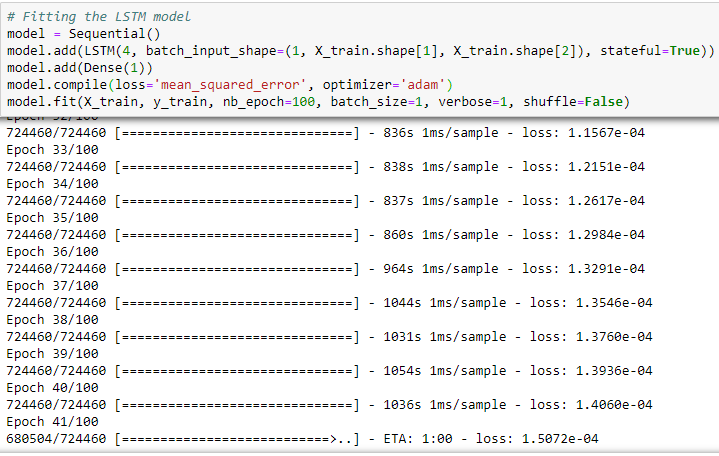 # Fitting the LSTM model
model = Sequential()
model.add(LSTM(4, batch_input_shape=(1, X_train.shape[1], X_train.shape[2]), stateful=True))
model.add(Dense(1))
model.compile(loss='mean_squared_error', optimizer='adam')
model.fit(X_train, y_train, nb_epoch=100, batch_size=1, verbose=1, shuffle=False)
Epoch 32/100
724460/724460 [==============================] - 836s 1ms/sample - loss: 1.1567e-04
Epoch 33/100
724460/724460 [==============================] - 838s 1ms/sample - loss: 1.2151e-04
Epoch 34/100
724460/724460 [==============================] - 837s 1ms/sample - loss: 1.2617e-04
Epoch 35/100
724460/724460 [==============================] - 860s 1ms/sample - loss: 1.2984e-04
Epoch 36/100
724460/724460 [==============================] - 964s 1ms/sample - loss: 1.3291e-04
Epoch 37/100
724460/724460 [==============================] - 1044s 1ms/sample - loss: 1.3546e-04
Epoch 38/100
724460/724460 [==============================] - 1031s 1ms/sample - loss: 1.3760e-04
Epoch 39/100
724460/724460 [==============================] - 1054s 1ms/sample - loss: 1.3936e-04
Epoch 40/100
724460/724460 [==============================] - 1036s 1ms/sample - loss: 1.4060e-04
Epoch 41/100
680504/724460 [===========================>..] - ETA: 1:00 - loss: 1.5072e-04